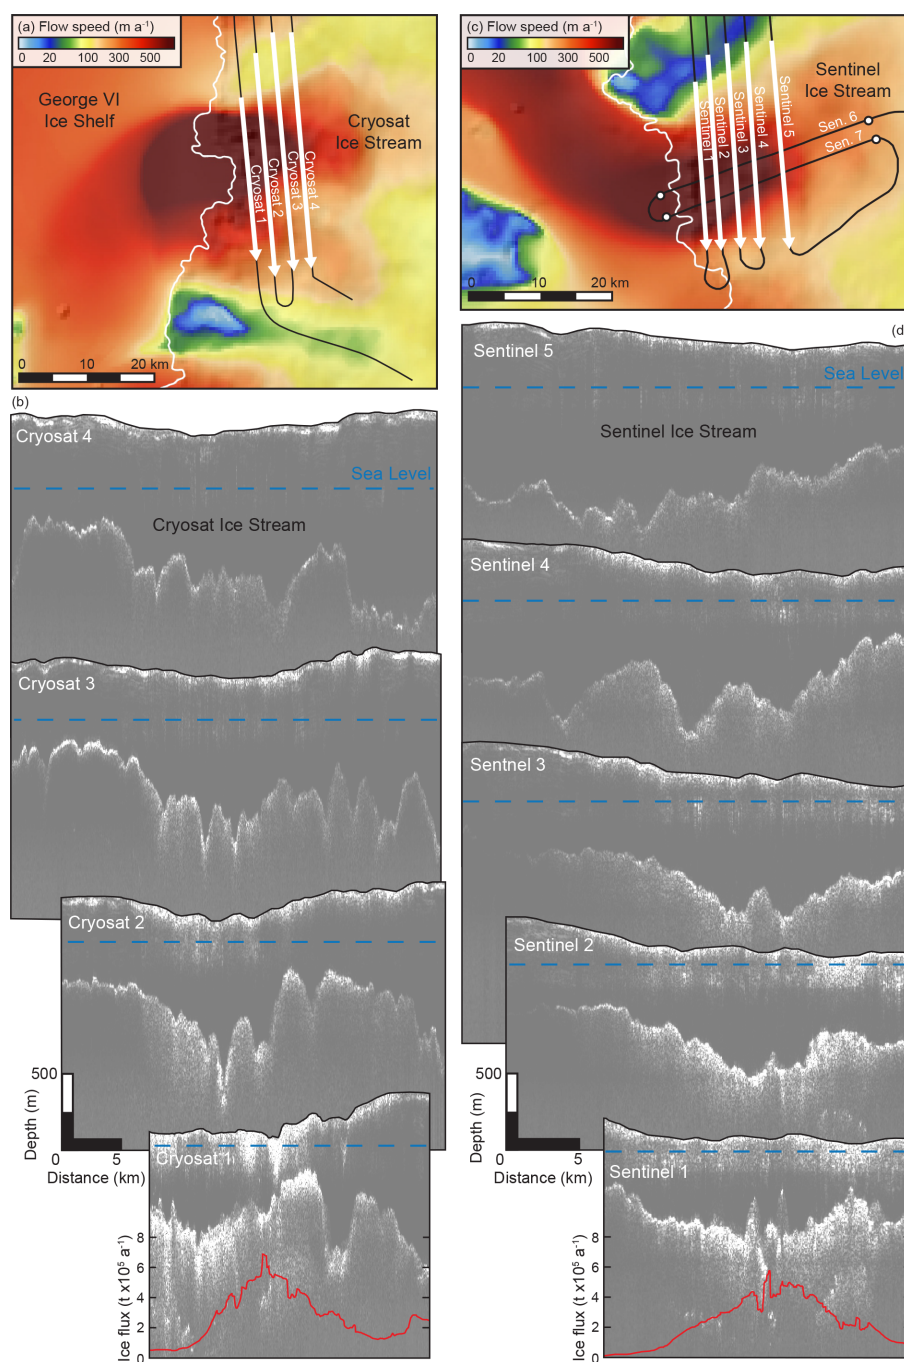 (a) Flow speed (m a⁻¹)
0 20 100 300 500
George VI
Ice Shelf
Cryosat
Ice Stream
Cryosat 1
Cryosat 2
Cryosat 3
Cryosat 4
0 10 20 km
(c) Flow speed (m a⁻¹)
0 20 100 300 500
Sentinel
Ice Stream
Sentinel 1
Sentinel 2
Sentinel 3
Sentinel 4
Sentinel 5
Sen. 6
Sen. 7
0 10 20 km
(b)
Cryosat 4
Sea Level
Cryosat Ice Stream
Cryosat 3
Cryosat 2
500
Depth (m)
0 5
Distance (km)
Cryosat 1
8
6
4
2
0
Ice flux (t x10⁵ a⁻¹)
(d
Sentinel 5
Sea Level
Sentinel Ice Stream
Sentinel 4
Sentnel 3
Sentinel 2
500
Depth (m)
0 5
Distance (km)
Sentinel 1
8
6
4
2
0
Ice flux (t x10⁵ a⁻¹)